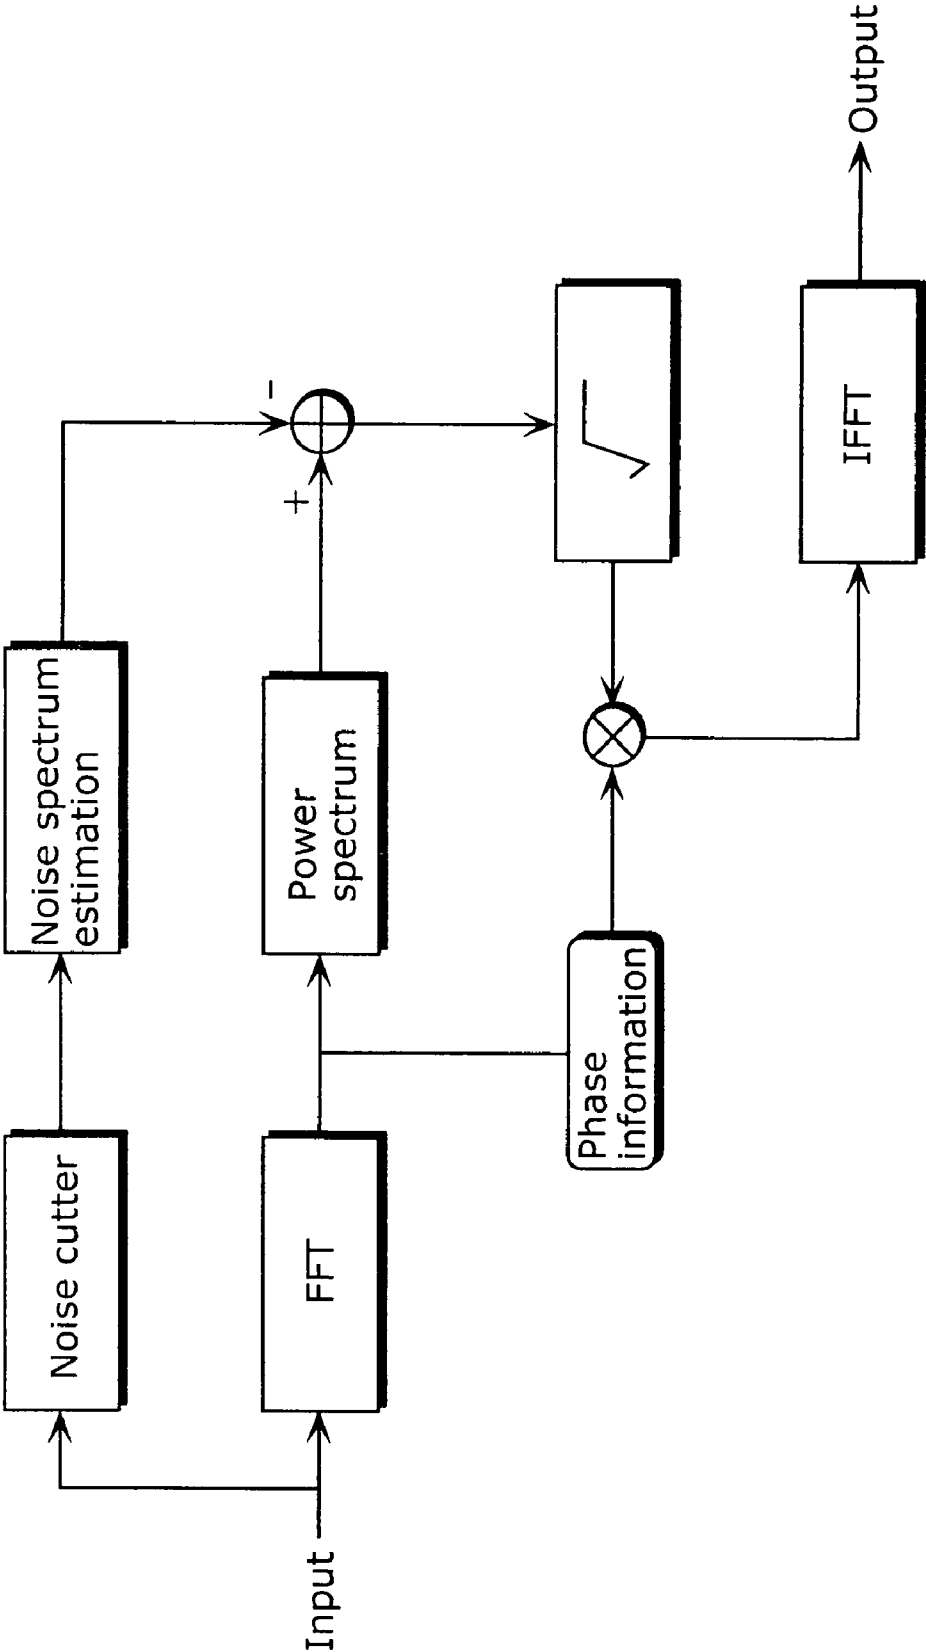 Noise cutter
Noise spectrum
estimation
-
Input
FFT
Power
spectrum
+
Phase
information
√
IFFT
Output